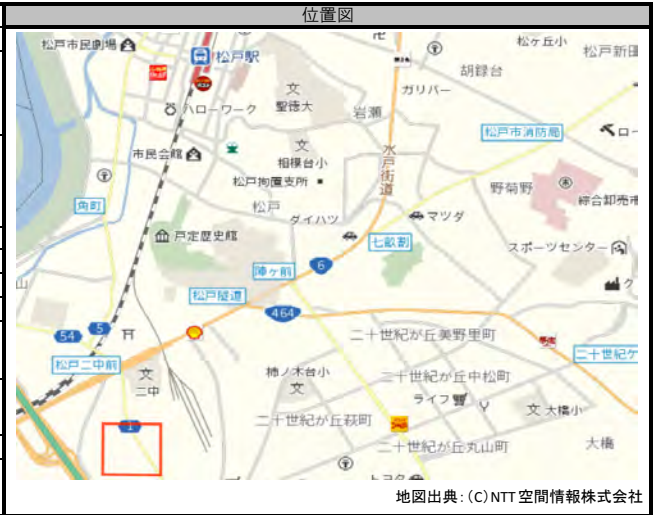 位置図
松戸市民劇場
松戸駅
松ヶ丘小
松戸新田
胡録台
ガリバー
文
聖徳大
ハローワーク
岩瀬
松戸市消防局
市民会館
文
相模台小
松戸拘置支所
水戸街道
角町
野菊野
綜合卸売市
松戸
ダイハツ
マツダ
戸定歴史館
七畝割
スポーツセンター
陣ヶ前
6
山
松戸隧道
464
ク
54
5
二十世紀が丘美野里町
松戸二中前
二十世紀ケ
文
二中
柿ノ木台小
文
二十世紀が丘中松町
ライフ
文 大橋小
1
二十世紀が丘萩町
二十世紀が丘丸山町
大橋
地図出典:(C)NTT空間情報株式会社